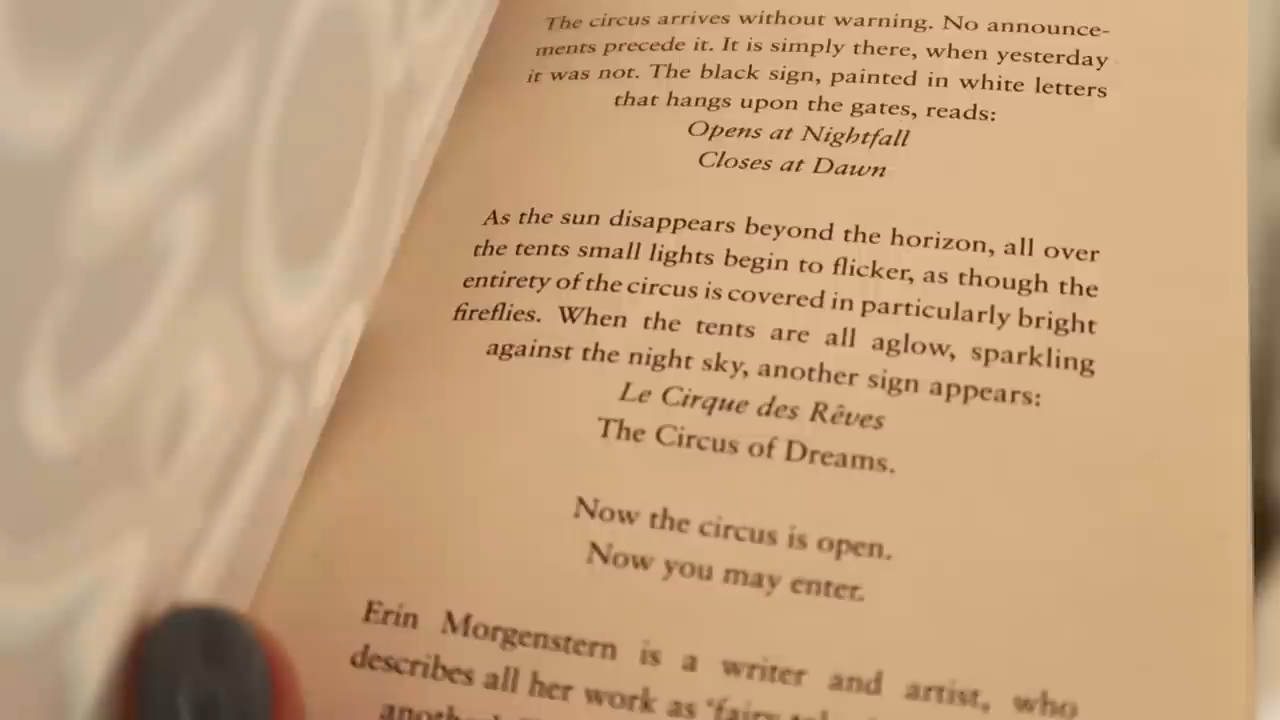 The circus arrives without warning. No announce-
ments precede it. It is simply there, when yesterday
it was not. The black sign, painted in white letters
that hangs upon the gates, reads:
Opens at Nightfall
Closes at Dawn
As the sun disappears beyond the horizon, all over
the tents small lights begin to flicker, as though the
entirety of the circus is covered in particularly bright
fireflies. When the tents are all aglow, sparkling
against the night sky, another sign appears:
Le Cirque des Rêves
The Circus of Dreams.
Now the circus is open.
Now you may enter.
Erin Morgenstern is a writer and artist, who
describes all her work as 'fairy